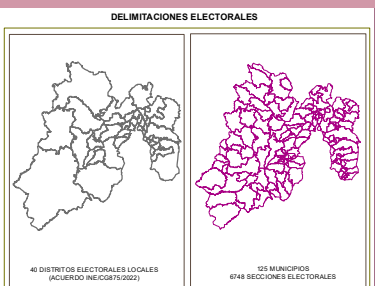 DELIMITACIONES ELECTORALES
40 DISTRITOS ELECTORALES LOCALES
(ACUERDO INE/CG875/2022)
125 MUNICIPIOS
6748 SECCIONES ELECTORALES